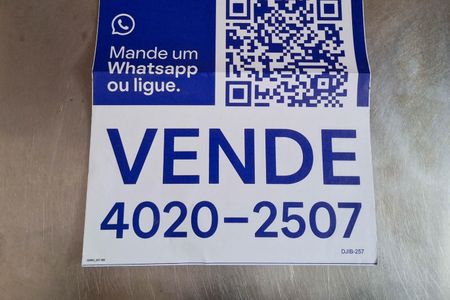 Mande um
Whatsapp
ou ligue.
VENDE
4020-2507
DJIB-257